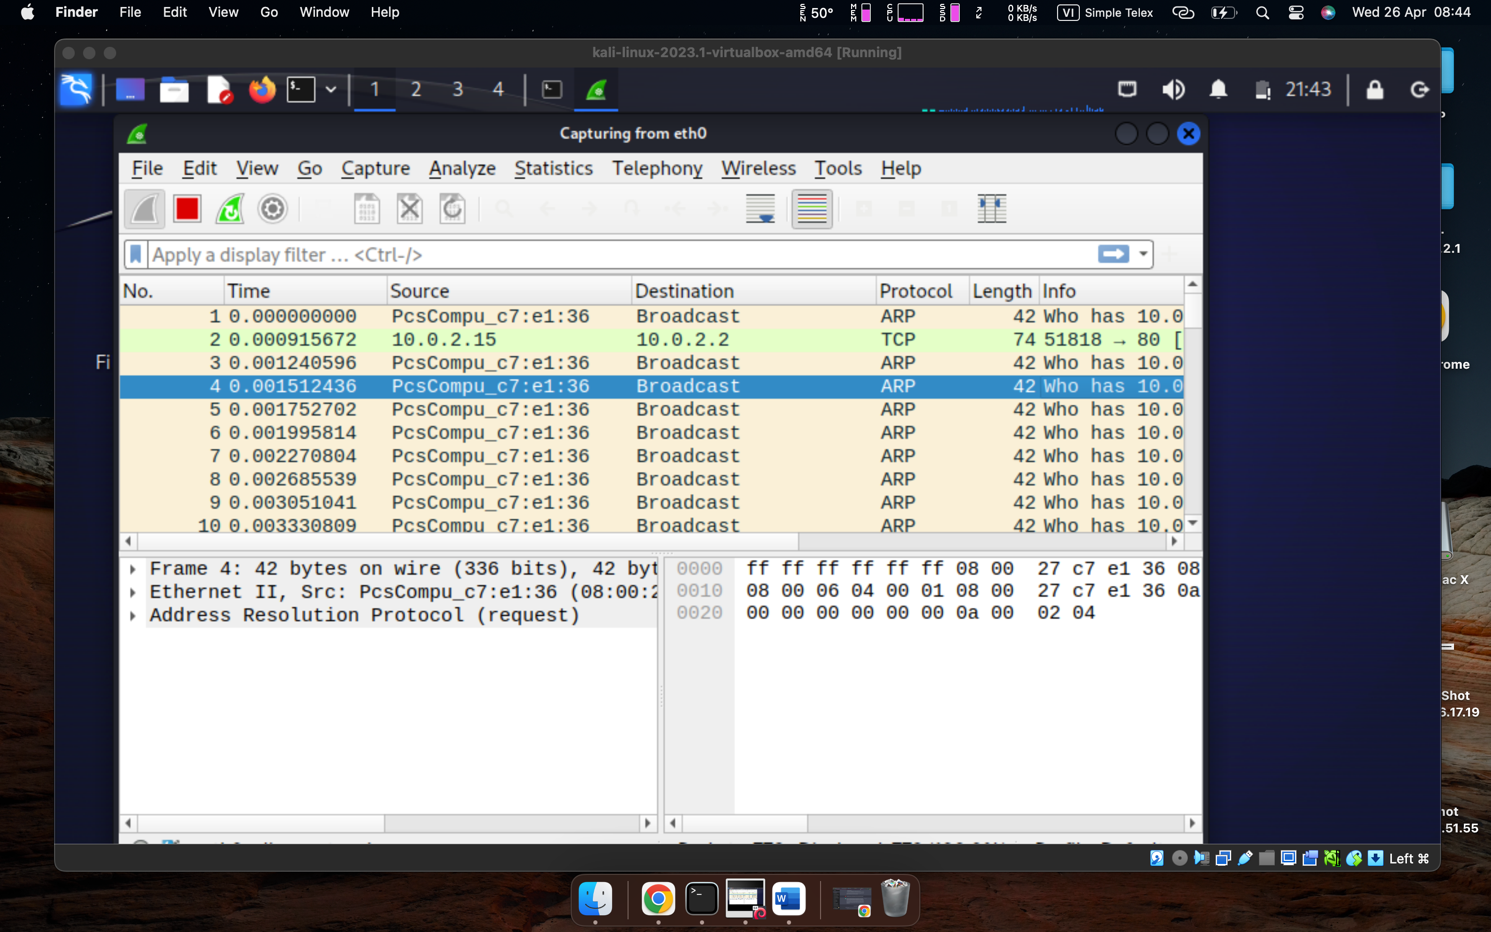 Finder File Edit View Go Window Help
SEN 50° MEM CPU SSD 0 KB/s 0 KB/s VI Simple Telex Wed 26 Apr 08:44
kali-linux-2023.1-virtualbox-amd64 [Running]
1 2 3 4 21:43
Capturing from eth0
File Edit View Go Capture Analyze Statistics Telephony Wireless Tools Help
Apply a display filter … <Ctrl-/>
No. Time Source Destination Protocol Length Info
1 0.000000000 PcsCompu_c7:e1:36 Broadcast ARP 42 Who has 10.0
2 0.000915672 10.0.2.15 10.0.2.2 TCP 74 51818 → 80 [
3 0.001240596 PcsCompu_c7:e1:36 Broadcast ARP 42 Who has 10.0
4 0.001512436 PcsCompu_c7:e1:36 Broadcast ARP 42 Who has 10.0
5 0.001752702 PcsCompu_c7:e1:36 Broadcast ARP 42 Who has 10.0
6 0.001995814 PcsCompu_c7:e1:36 Broadcast ARP 42 Who has 10.0
7 0.002270804 PcsCompu_c7:e1:36 Broadcast ARP 42 Who has 10.0
8 0.002685539 PcsCompu_c7:e1:36 Broadcast ARP 42 Who has 10.0
9 0.003051041 PcsCompu_c7:e1:36 Broadcast ARP 42 Who has 10.0
10 0.003330809 PcsCompu_c7:e1:36 Broadcast ARP 42 Who has 10.0
Fi
Frame 4: 42 bytes on wire (336 bits), 42 byt
Ethernet II, Src: PcsCompu_c7:e1:36 (08:00:2
Address Resolution Protocol (request)
0000 ff ff ff ff ff ff 08 00 27 c7 e1 36 08
0010 08 00 06 04 00 01 08 00 27 c7 e1 36 0a
0020 00 00 00 00 00 00 0a 00 02 04
2.1
rome
ac X
Shot
6.17.19
hot
.51.55
Left ⌘